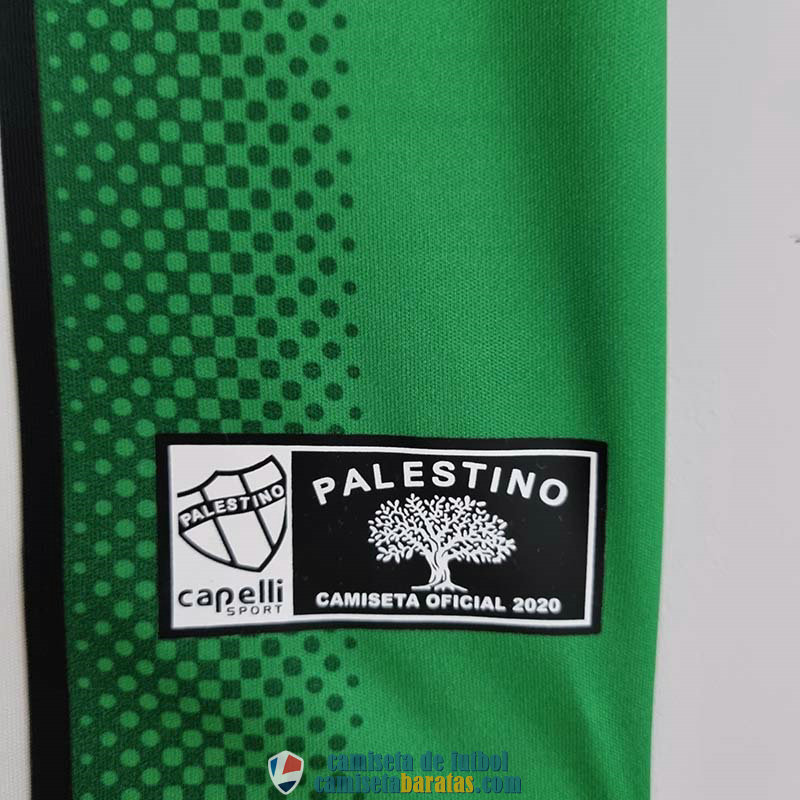 PALESTINO
capelli
SPORT
PALESTINO
CAMISETA OFICIAL 2020
camiseta de futbol
camisetabaratas.com